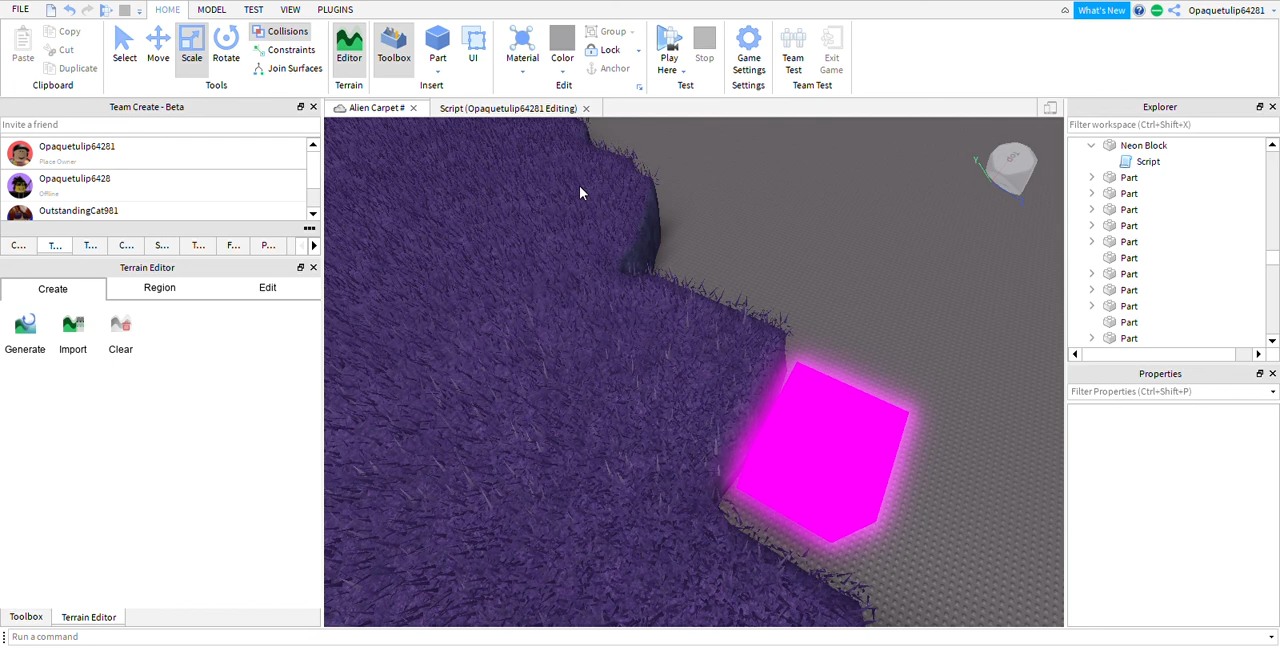 FILE HOME MODEL TEST VIEW PLUGINS What's New Opaquetulip64281
Paste Copy Cut Duplicate Select Move Scale Rotate Collisions Constraints Join Surfaces Editor Toolbox Part UI Material Color Group Lock Anchor Play Here Stop Game Settings Team Test Exit Game
Clipboard Tools Terrain Insert Edit Test Settings Team Test
Team Create - Beta
Alien Carpet #
Script (Opaquetulip64281 Editing)
Explorer
Invite a friend
Filter workspace (Ctrl+Shift+X)
Opaquetulip64281
Place Owner
Opaquetulip6428
Offline
OutstandingCat981
C... T... T... C... S... T... F... P...
Terrain Editor
Create Region Edit
Generate Import Clear
Neon Block
Script
Part
Part
Part
Part
Part
Part
Part
Part
Part
Part
Part
Properties
Filter Properties (Ctrl+Shift+P)
Y
Toolbox Terrain Editor
Run a command